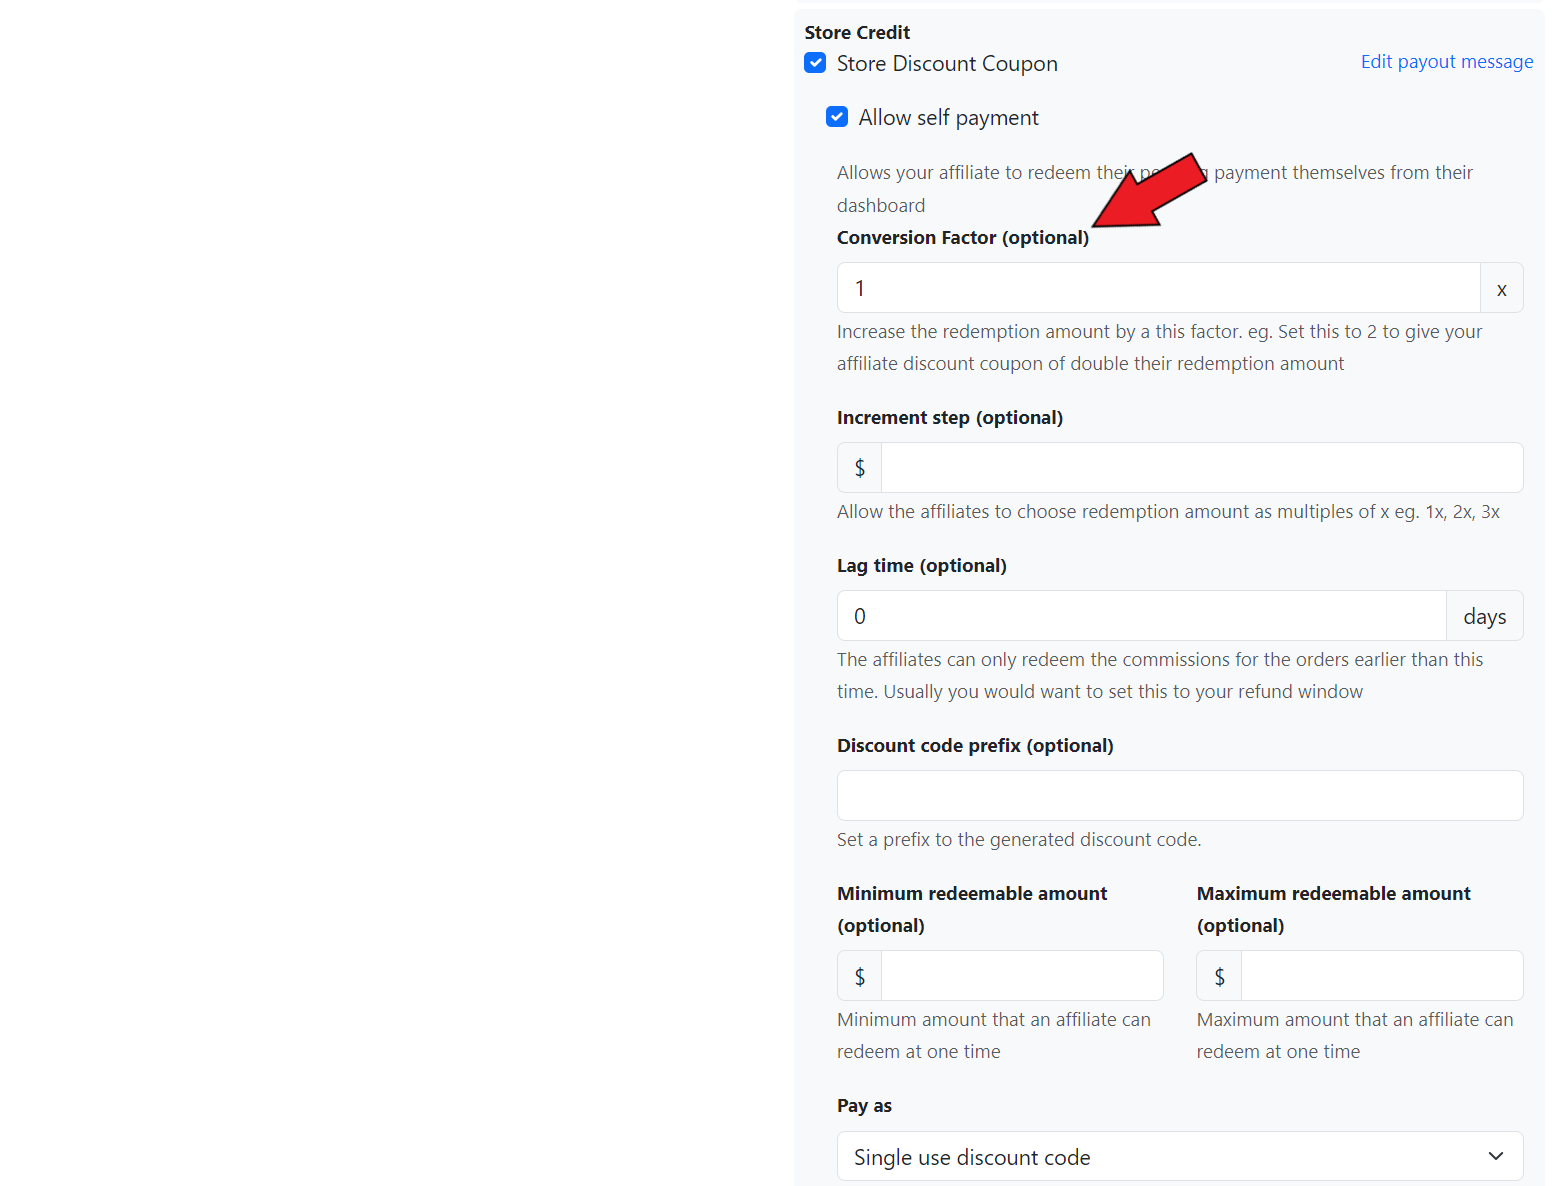 Store Credit
Store Discount Coupon
Edit payout message
Allow self payment
Allows your affiliate to redeem their payment themselves from their
dashboard
Conversion Factor (optional)
1
x
Increase the redemption amount by a this factor. eg. Set this to 2 to give your
affiliate discount coupon of double their redemption amount
Increment step (optional)
$
Allow the affiliates to choose redemption amount as multiples of x eg. 1x, 2x, 3x
Lag time (optional)
0
days
The affiliates can only redeem the commissions for the orders earlier than this
time. Usually you would want to set this to your refund window
Discount code prefix (optional)
Set a prefix to the generated discount code.
Minimum redeemable amount
(optional)
$
Minimum amount that an affiliate can
redeem at one time
Maximum redeemable amount
(optional)
$
Maximum amount that an affiliate can
redeem at one time
Pay as
Single use discount code